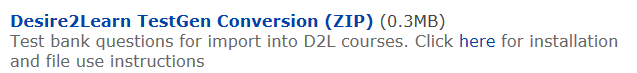 Desire2Learn TestGen Conversion (ZIP) (0.3MB)
Test bank questions for import into D2L courses. Click here for installation
and file use instructions